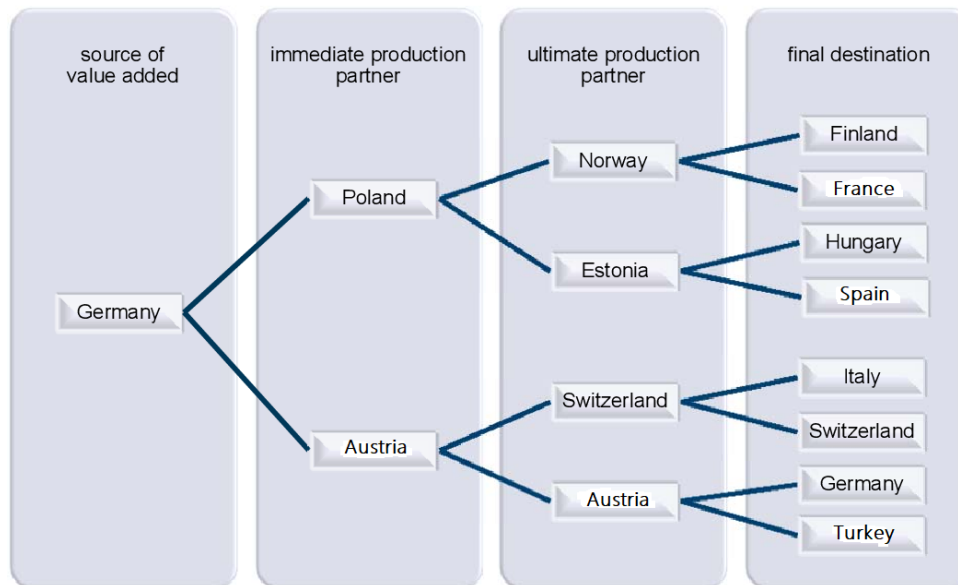 source of
value added
immediate production
partner
ultimate production
partner
final destination
Germany
Poland
Austria
Norway
Estonia
Switzerland
Austria
Finland
France
Hungary
Spain
Italy
Switzerland
Germany
Turkey